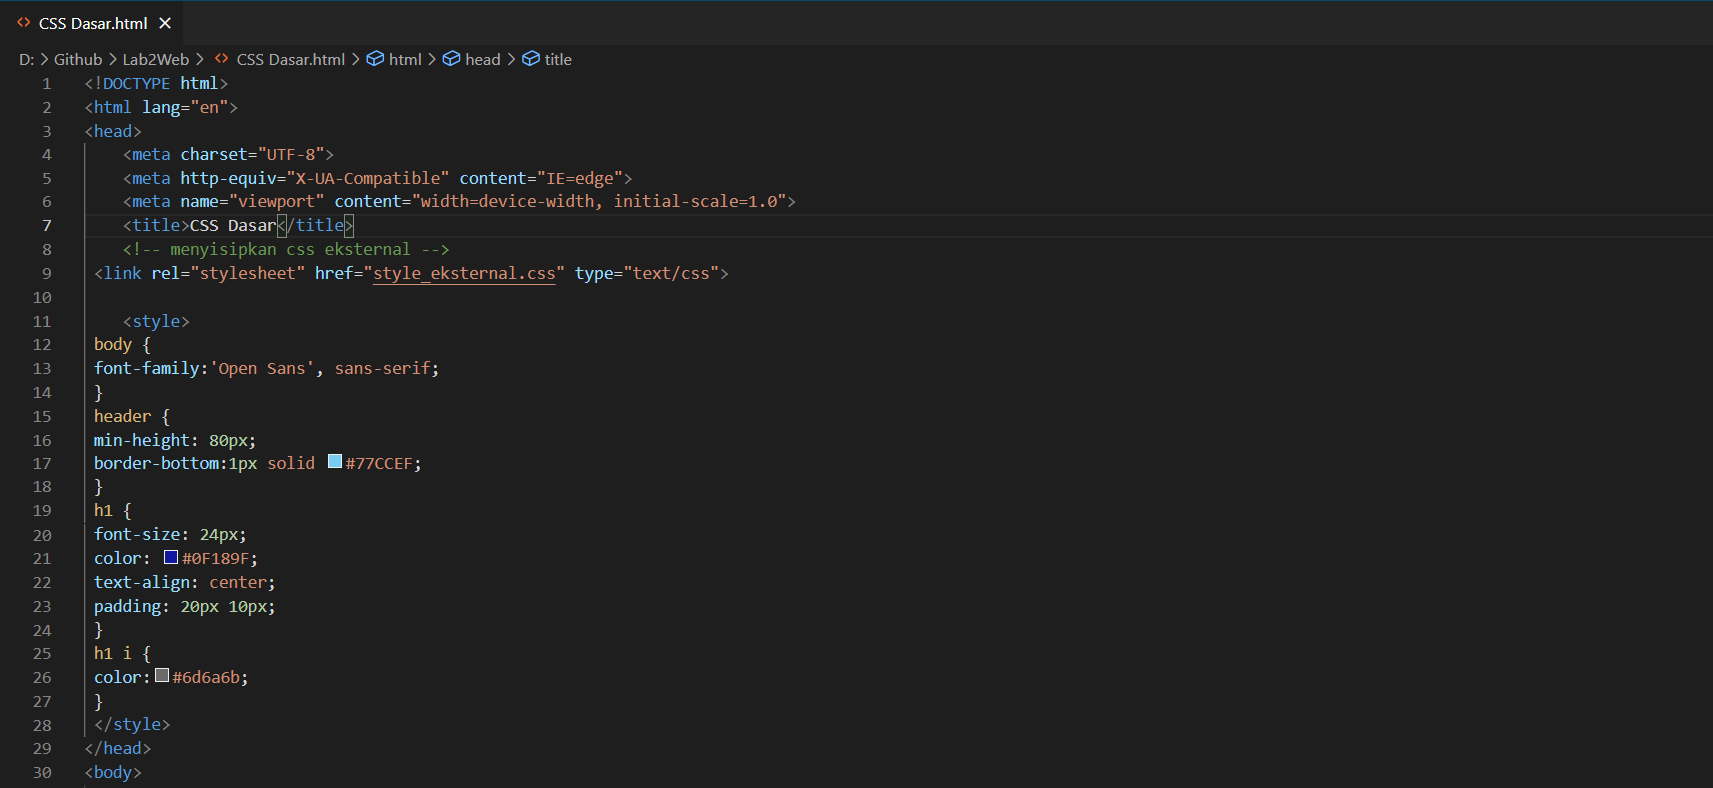 CSS Dasar.html
D: > Github > Lab2Web > CSS Dasar.html > html > head > title
1 <!DOCTYPE html>
2 <html lang="en">
3 <head>
4 <meta charset="UTF-8">
5 <meta http-equiv="X-UA-Compatible" content="IE=edge">
6 <meta name="viewport" content="width=device-width, initial-scale=1.0">
7 <title>CSS Dasar</title>
8 <!-- menyisipkan css eksternal -->
9 <link rel="stylesheet" href="style_eksternal.css" type="text/css">
10
11 <style>
12 body {
13 font-family:'Open Sans', sans-serif;
14 }
15 header {
16 min-height: 80px;
17 border-bottom:1px solid #77CCEF;
18 }
19 h1 {
20 font-size: 24px;
21 color: #0F189F;
22 text-align: center;
23 padding: 20px 10px;
24 }
25 h1 i {
26 color:#6d6a6b;
27 }
28 </style>
29 </head>
30 <body>